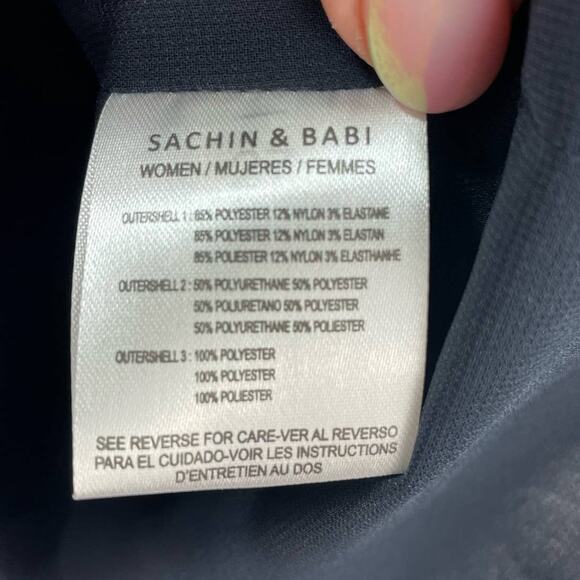 SACHIN & BABI
WOMEN / MUJERES / FEMMES
OUTERSHELL 1 : 85% POLYESTER 12% NYLON 3% ELASTANE
85% POLYESTER 12% NYLON 3% ELASTAN
85% POLIESTER 12% NYLON 3% ELASTHANHE
OUTERSHELL 2 : 50% POLYURETHANE 50% POLYESTER
50% POLIURETANO 50% POLYESTER
50% POLYURETHANE 50% POLIESTER
OUTERSHELL 3 : 100% POLYESTER
100% POLYESTER
100% POLIESTER
SEE REVERSE FOR CARE-VER AL REVERSO
PARA EL CUIDADO-VOIR LES INSTRUCTIONS
D'ENTRETIEN AU DOS